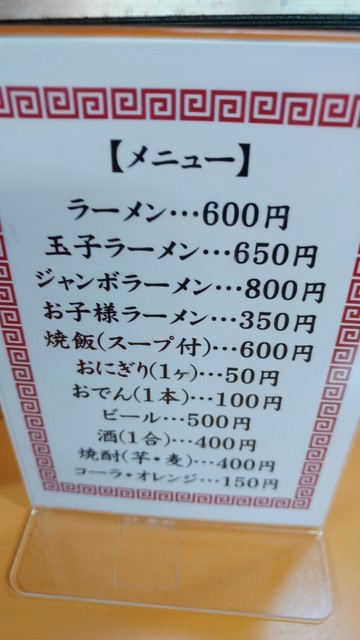 【メニュー】
ラーメン…600円
玉子ラーメン…650円
ジャンボラーメン…800円
お子様ラーメン…350円
焼飯(スープ付)…600円
おにぎり(1ヶ)…50円
おでん(1本)…100円
ビール…500円
酒(1合)…400円
焼酎(芋・麦)…400円
コーラ・オレンジ…150円